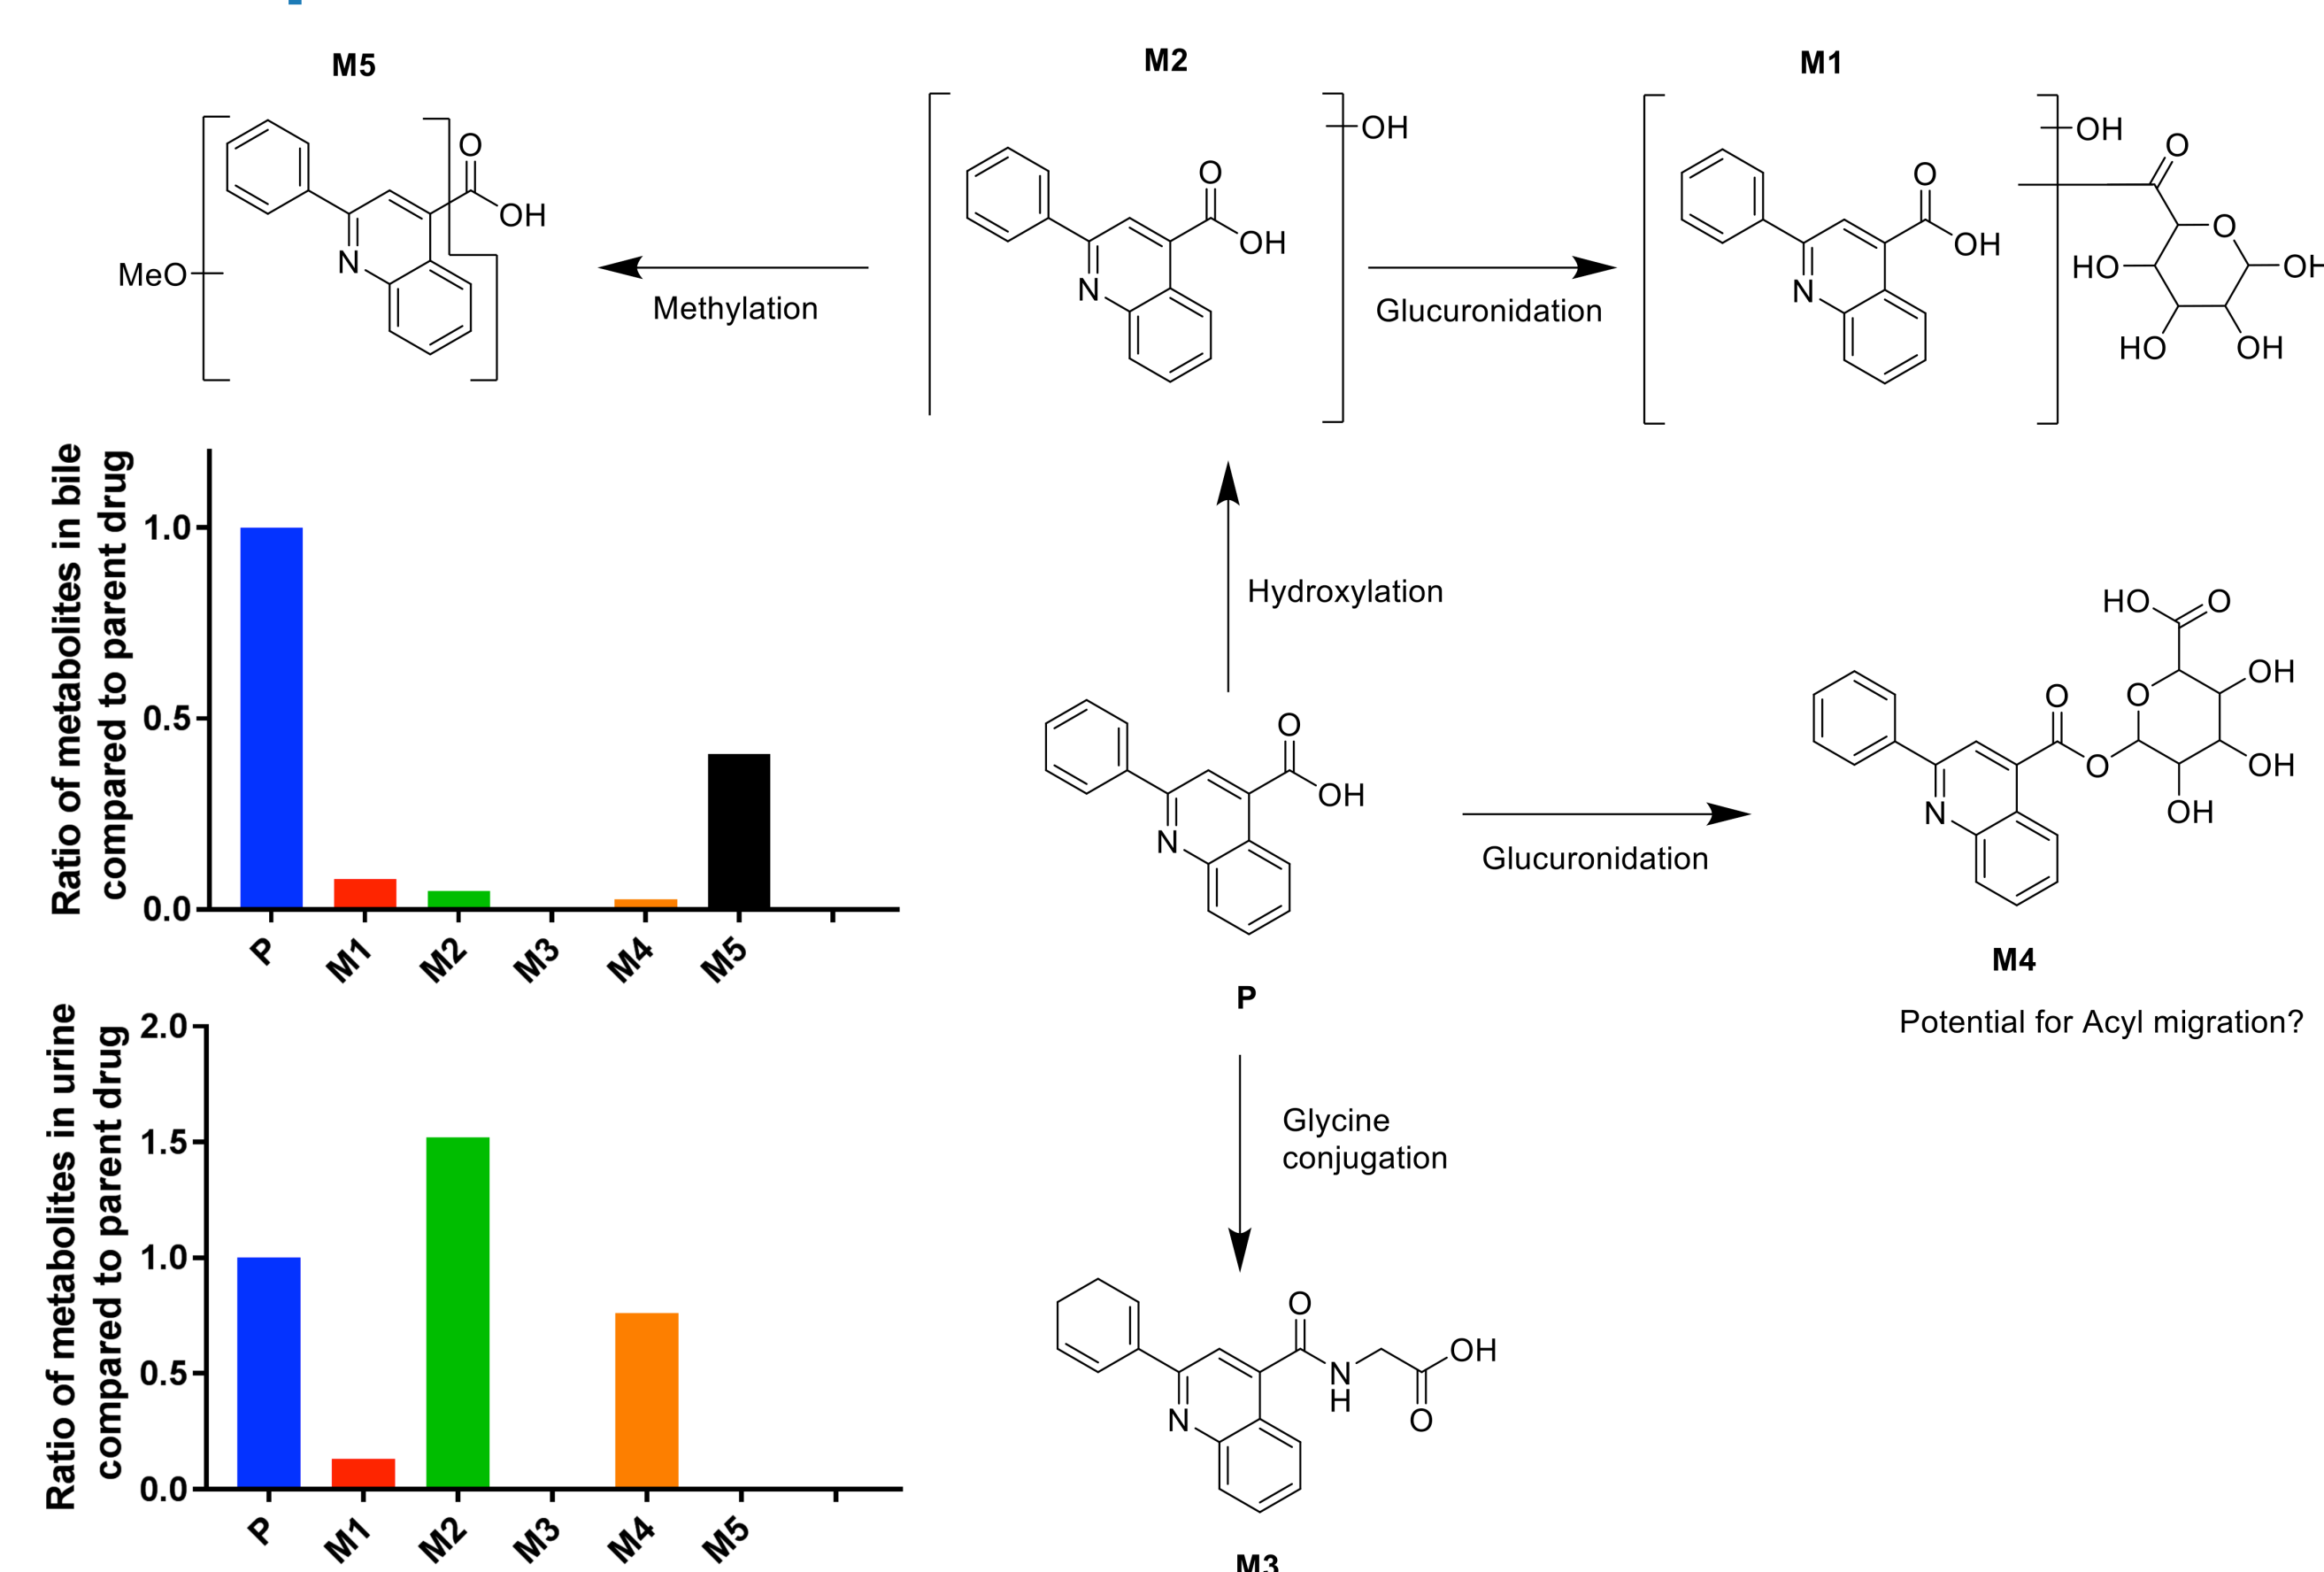 M5
M2
M1
O
OH
N
MeO
Methylation
OH
O
OH
N
Glucuronidation
OH
O
OH
N
O
O
HO
OH
HO
OH
Ratio of metabolites in bile
compared to parent drug
1.0
0.5
0.0
P
M1
M2
M3
M4
M5
Hydroxylation
O
OH
N
P
Glucuronidation
HO
O
OH
O
O
O
OH
OH
N
M4
Potential for Acyl migration?
Ratio of metabolites in urine
compared to parent drug
2.0
1.5
1.0
0.5
0.0
P
M1
M2
M3
M4
M5
Glycine
conjugation
O
OH
N
H
O
N
M3